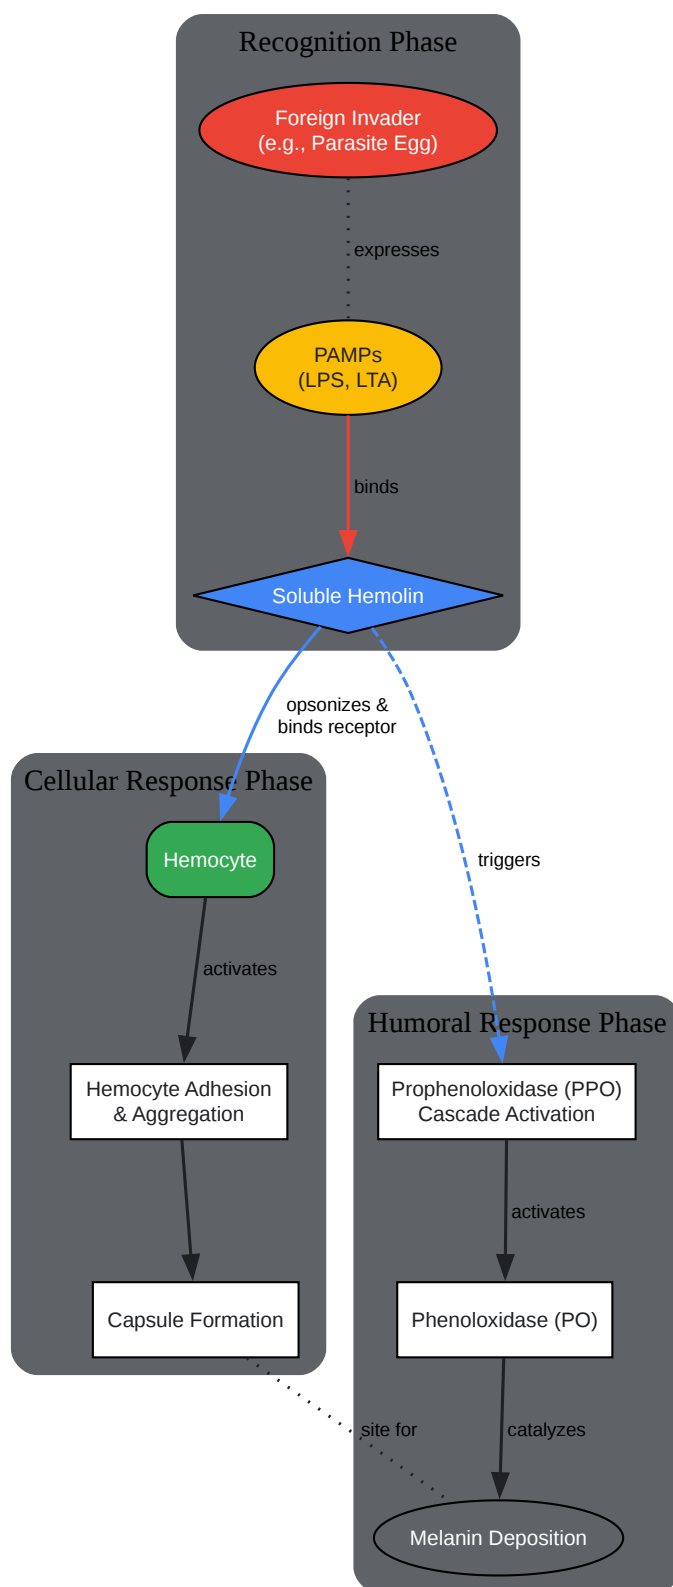 Recognition Phase
Foreign Invader
(e.g., Parasite Egg)
expresses
PAMPs
(LPS, LTA)
binds
Soluble Hemolin
opsonizes &
binds receptor
Cellular Response Phase
Hemocyte
triggers
activates
Humoral Response Phase
Hemocyte Adhesion
& Aggregation
Prophenoloxidase (PPO)
Cascade Activation
activates
Capsule Formation
Phenoloxidase (PO)
site for
catalyzes
Melanin Deposition